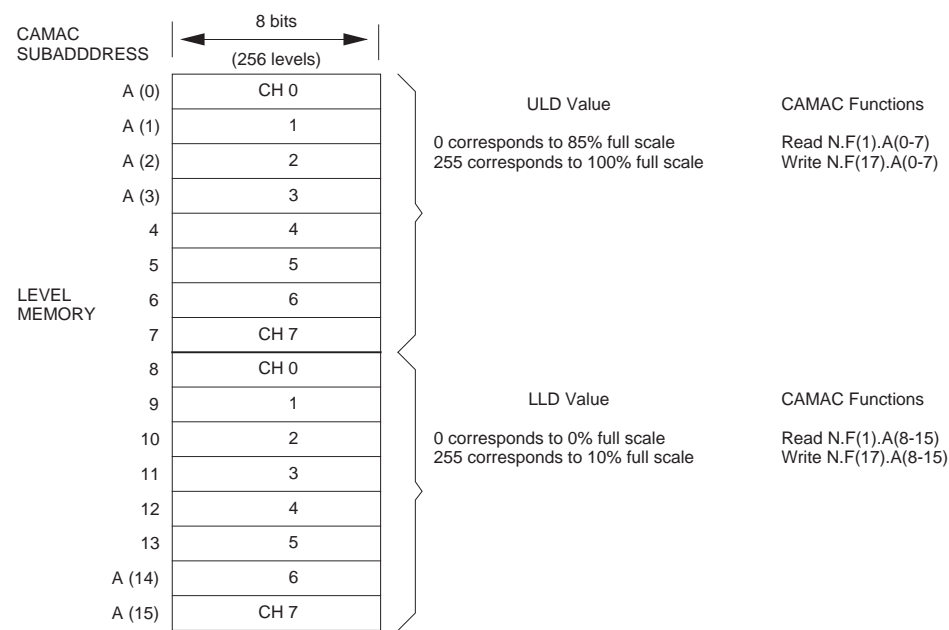 CAMAC
SUBADDDRESS
8 bits
(256 levels)
A (0) CH 0
A (1) 1
A (2) 2
A (3) 3
4 4
5 5
6 6
7 CH 7
LEVEL
MEMORY
8 CH 0
9 1
10 2
11 3
12 4
13 5
A (14) 6
A (15) CH 7
ULD Value
0 corresponds to 85% full scale
255 corresponds to 100% full scale
CAMAC Functions
Read N.F(1).A(0-7)
Write N.F(17).A(0-7)
LLD Value
0 corresponds to 0% full scale
255 corresponds to 10% full scale
CAMAC Functions
Read N.F(1).A(8-15)
Write N.F(17).A(8-15)